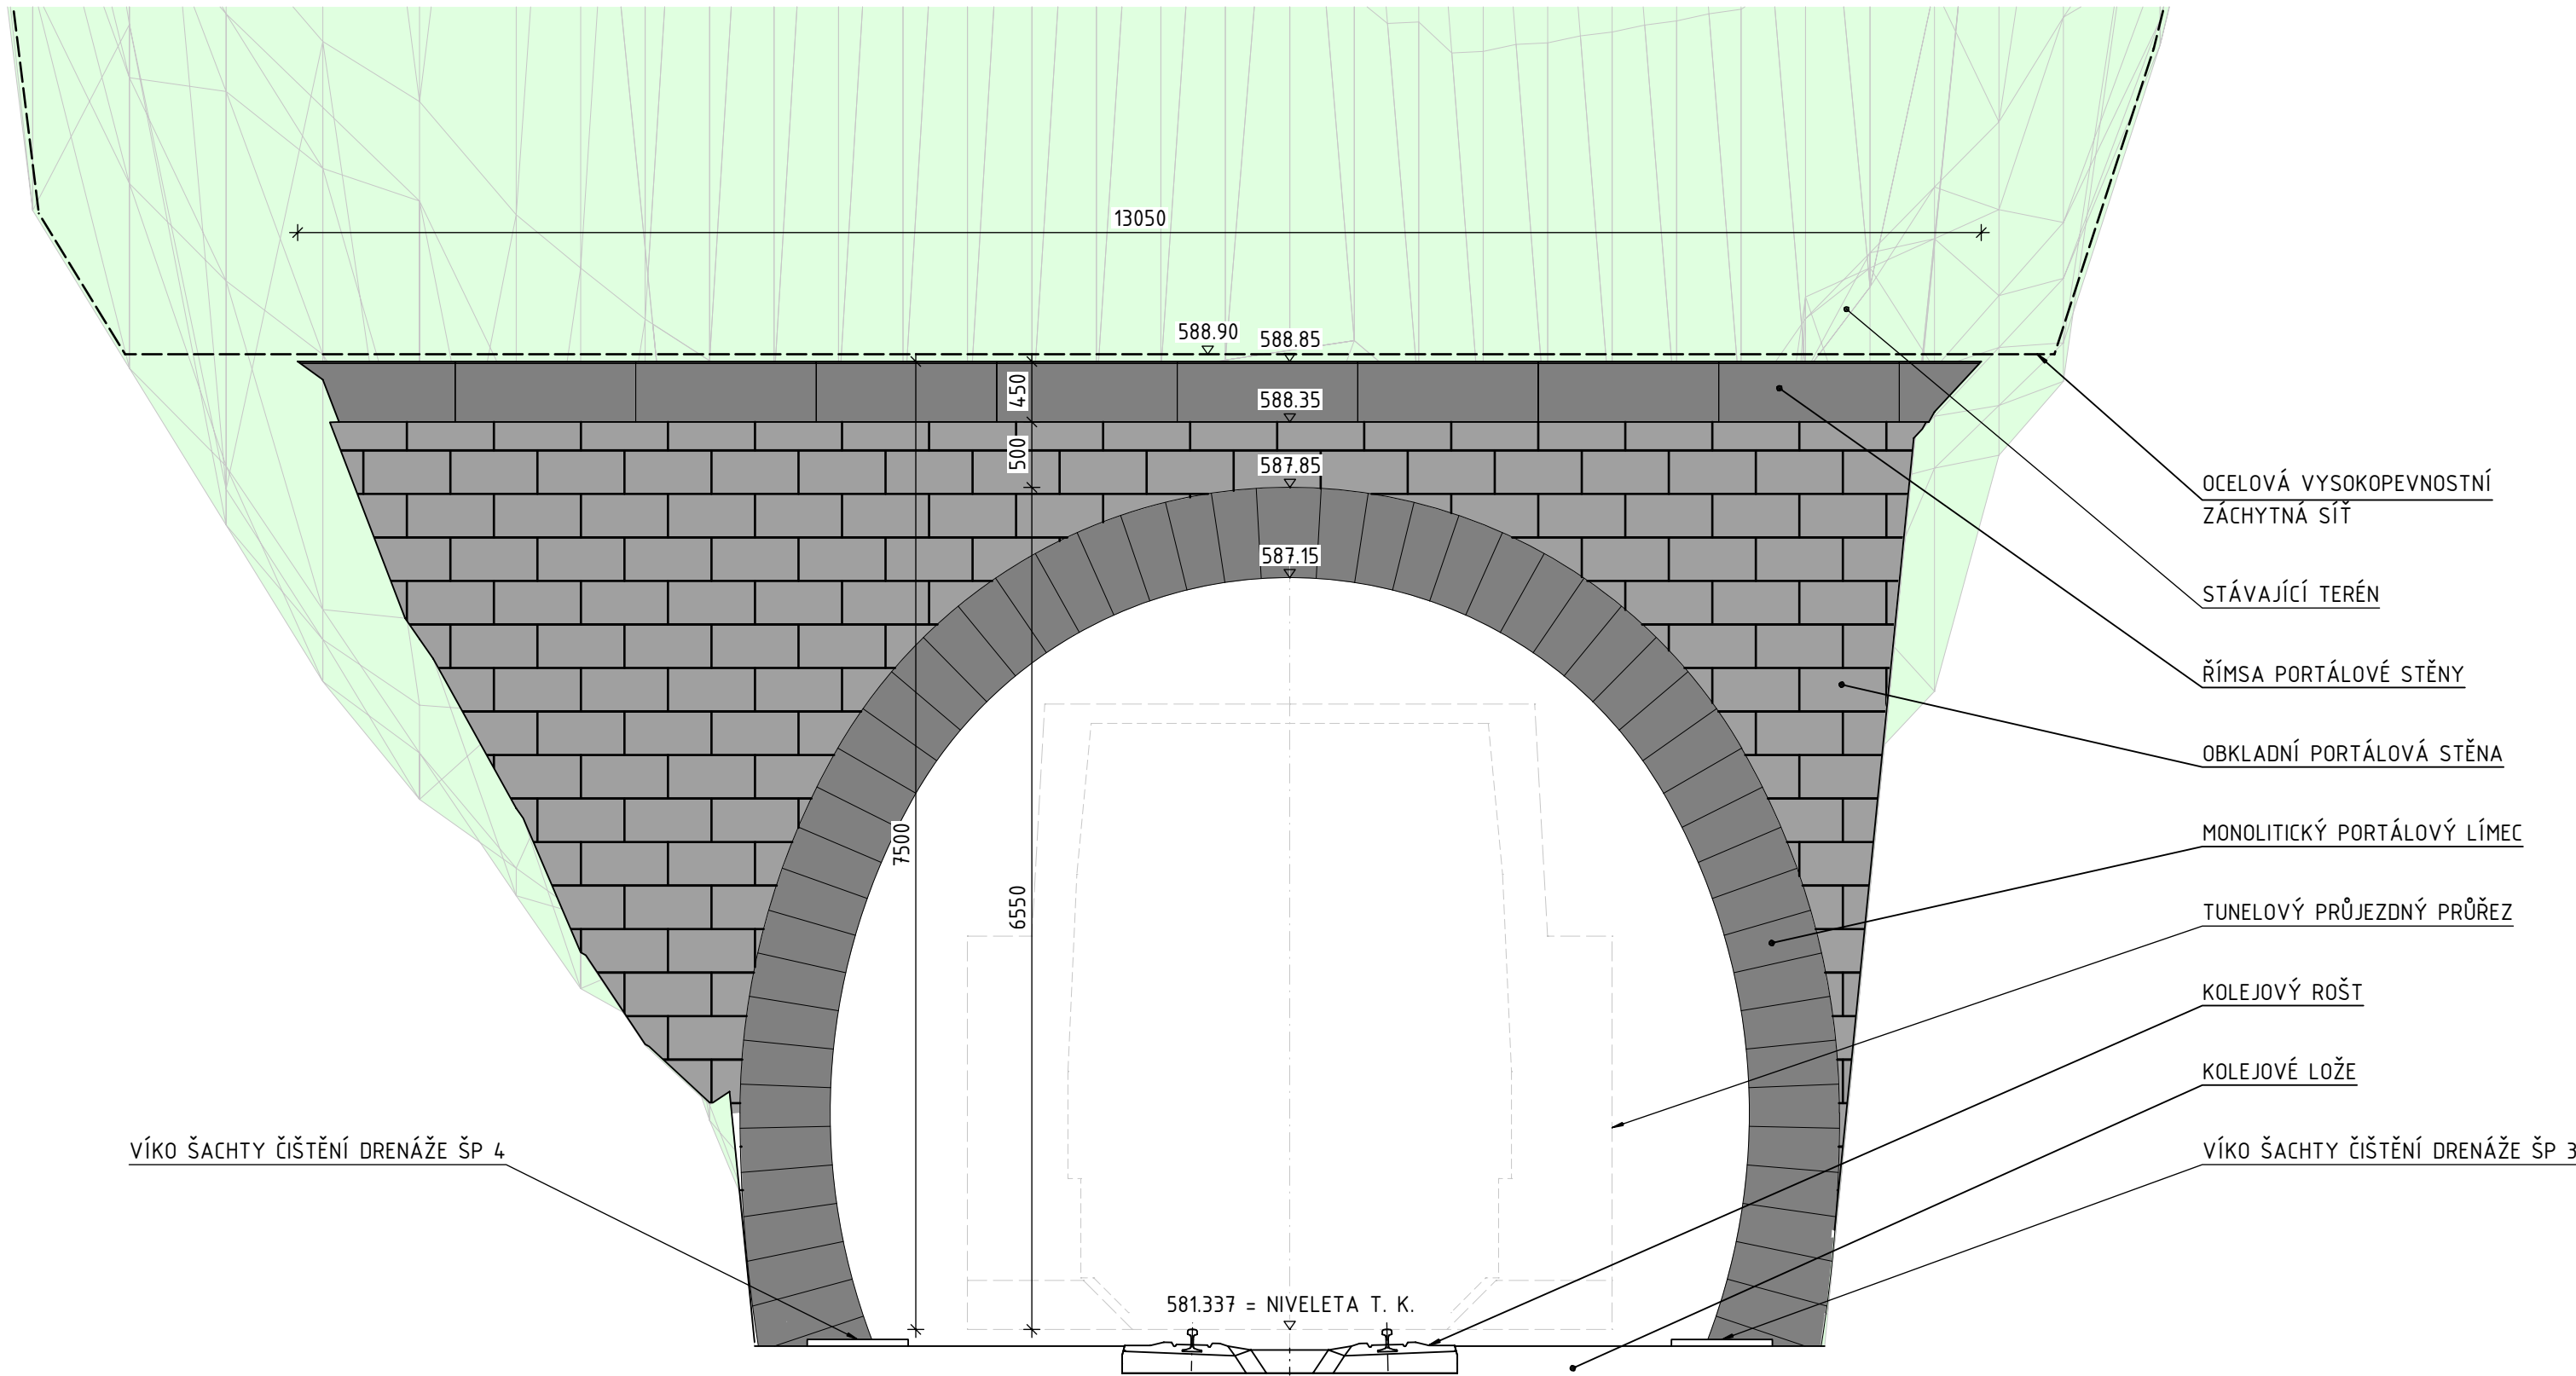 13050
588.90
588.85
450
588.35
500
587.85
587.15
7500
6550
581.337 = NIVELETA T. K.
OCELOVÁ VYSOKOPEVNOSTNÍ
ZÁCHYTNÁ SÍŤ
STÁVAJÍCÍ TERÉN
ŘÍMSA PORTÁLOVÉ STĚNY
OBKLADNÍ PORTÁLOVÁ STĚNA
MONOLITICKÝ PORTÁLOVÝ LÍMEC
TUNELOVÝ PRŮJEZDNÝ PRŮŘEZ
KOLEJOVÝ ROŠT
KOLEJOVÉ LOŽE
VÍKO ŠACHTY ČIŠTĚNÍ DRENÁŽE ŠP 4
VÍKO ŠACHTY ČIŠTĚNÍ DRENÁŽE ŠP 3